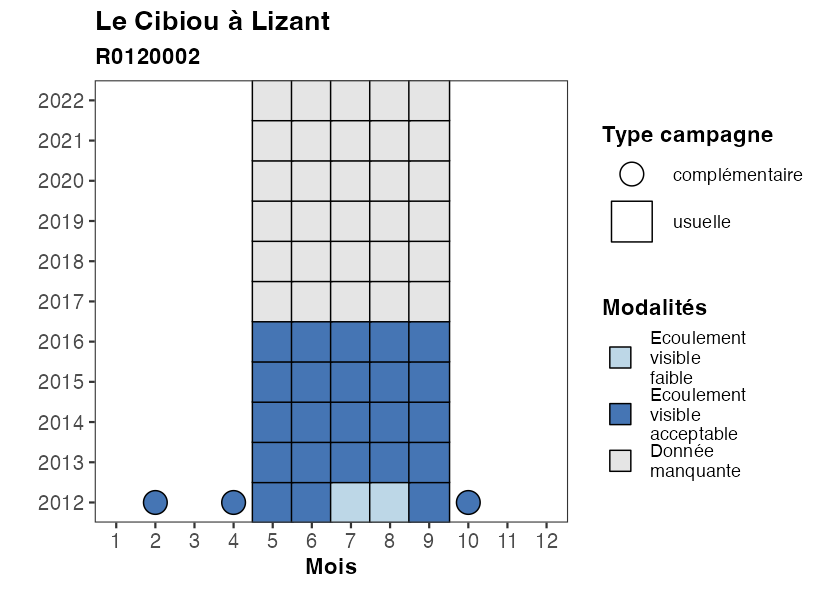 Le Cibiou à Lizant
R0120002
2022
2021
2020
2019
2018
2017
2016
2015
2014
2013
2012
1 2 3 4 5 6 7 8 9 10 11 12
Mois
Type campagne
complémentaire
usuelle
Modalités
Ecoulement
visible
faible
Ecoulement
visible
acceptable
Donnée
manquante